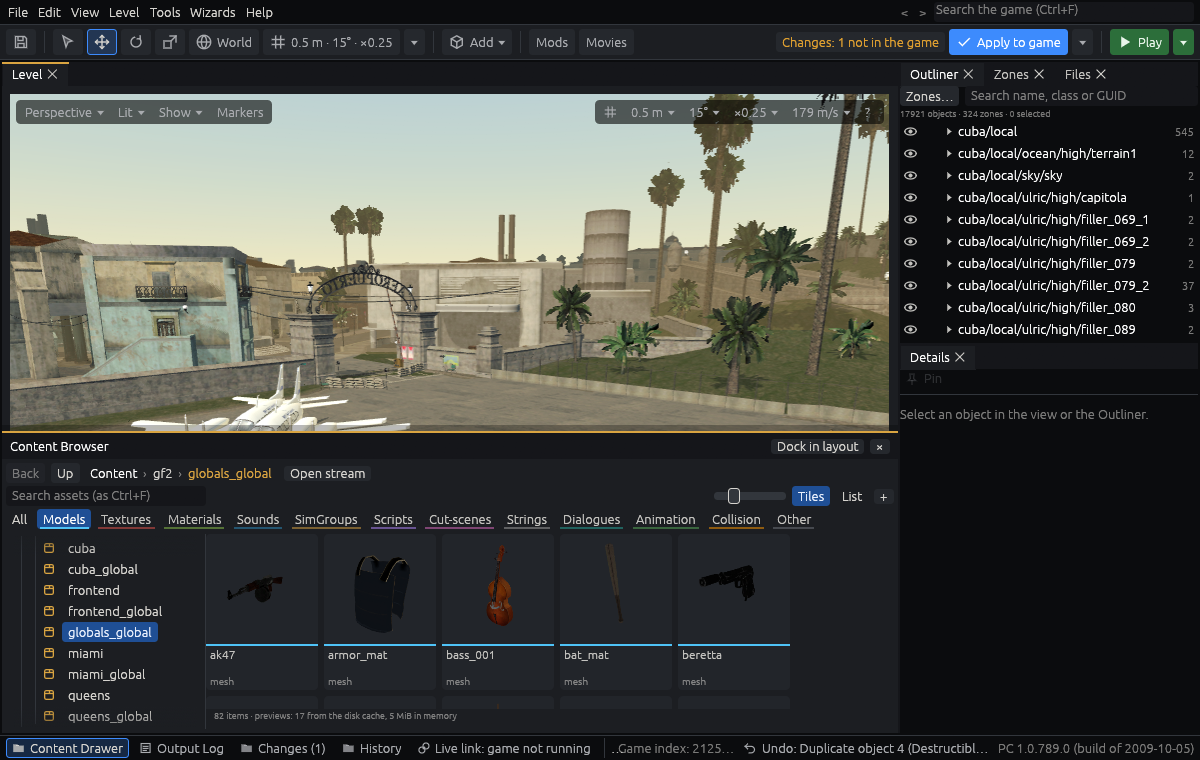 File Edit View Level Tools Wizards Help
< > Search the game (Ctrl+F)
World 0.5 m · 15° · ×0.25 Add Mods Movies Changes: 1 not in the game Apply to game Play
Level
Outliner Zones Files
Perspective Lit Show Markers 0.5 m 15° ×0.25 179 m/s ?
Zones... Search name, class or GUID
17921 objects · 324 zones · 0 selected
cuba/local 545
cuba/local/ocean/high/terrain1 12
cuba/local/sky/sky 2
cuba/local/ulric/high/capitola 1
cuba/local/ulric/high/filler_069_1 2
cuba/local/ulric/high/filler_069_2 2
cuba/local/ulric/high/filler_079 2
cuba/local/ulric/high/filler_079_2 37
cuba/local/ulric/high/filler_080 3
cuba/local/ulric/high/filler_089 2
Details
Pin
Select an object in the view or the Outliner.
Content Browser Dock in layout ×
Back Up Content › gf2 › globals_global Open stream
Search assets (as Ctrl+F) Tiles List +
All Models Textures Materials Sounds SimGroups Scripts Cut-scenes Strings Dialogues Animation Collision Other
cuba
cuba_global
frontend
frontend_global
globals_global
miami
miami_global
queens
queens_global
ak47 armor_mat bass_001 bat_mat beretta
mesh mesh mesh mesh mesh
82 items · previews: 17 from the disk cache, 5 MiB in memory
Content Drawer Output Log Changes (1) History Live link: game not running ..Game index: 2125... Undo: Duplicate object 4 (Destructibl... PC 1.0.789.0 (build of 2009-10-05)